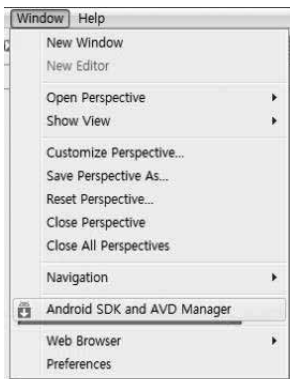 Window Help
New Window
New Editor
Open Perspective
Show View
Customize Perspective...
Save Perspective As...
Reset Perspective...
Close Perspective
Close All Perspectives
Navigation
Android SDK and AVD Manager
Web Browser
Preferences